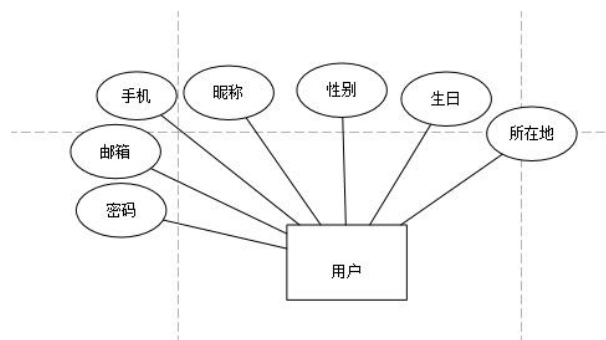 手机
昵称
性别
生日
所在地
邮箱
密码
用户